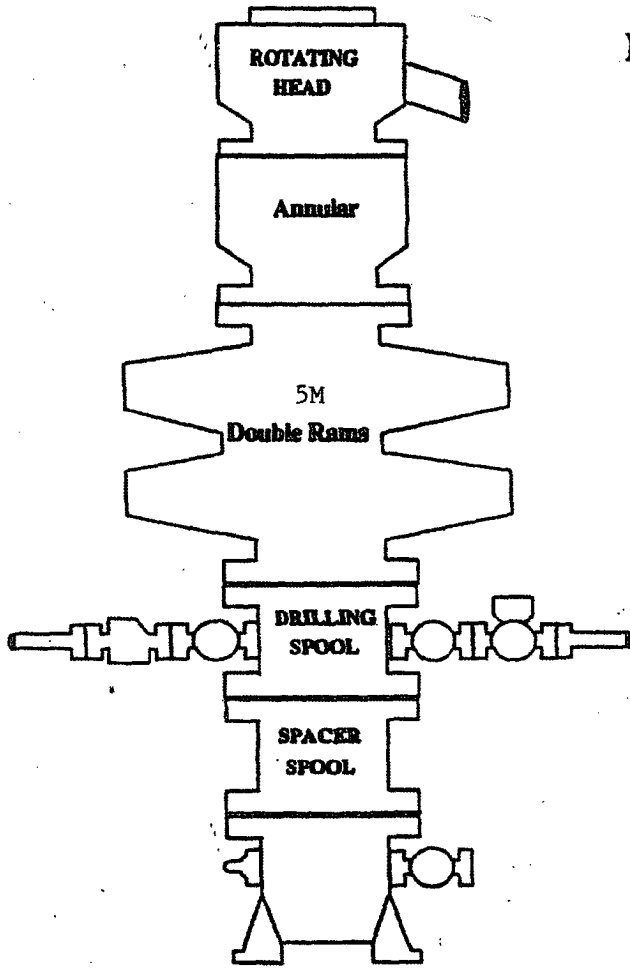 ROTATING
HEAD
Annular
5M
Double Rams
DRILLING
SPOOL
SPACER
SPOOL